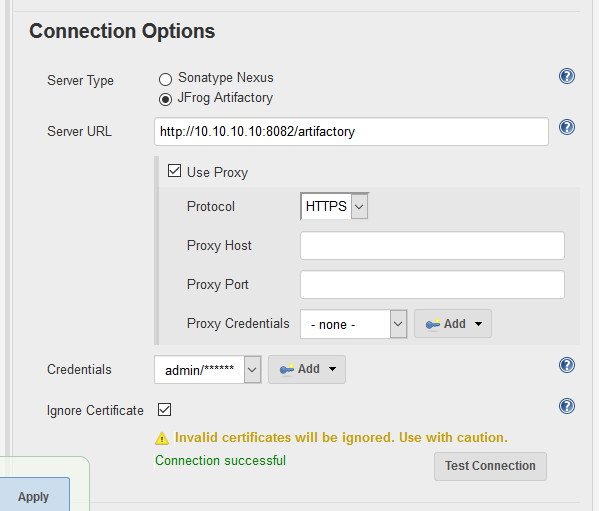 Connection Options
Server Type
Sonatype Nexus
JFrog Artifactory
Server URL
http://10.10.10.10:8082/artifactory
Use Proxy
Protocol
HTTPS
Proxy Host
Proxy Port
Proxy Credentials
- none -
Add
Credentials
admin/******
Add
Ignore Certificate
Invalid certificates will be ignored. Use with caution.
Connection successful
Test Connection
Apply